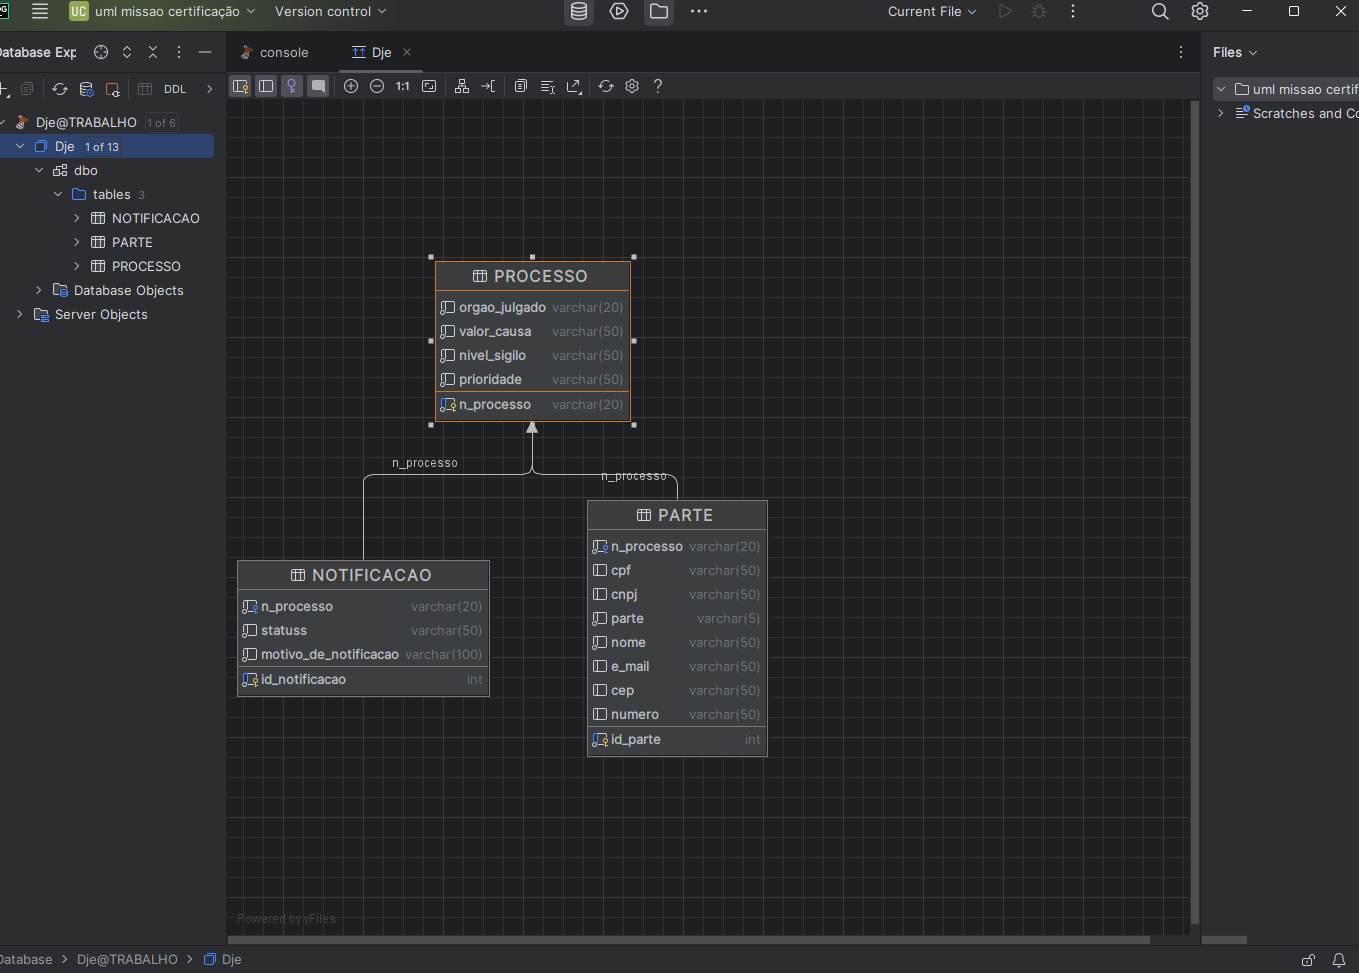 UC uml missao certificação Version control Current File
Database Exp
console
Dje
Files
DDL
1:1
?
uml missao certif
Scratches and Co
Dje@TRABALHO 1 of 6
Dje 1 of 13
dbo
tables 3
NOTIFICACAO
PARTE
PROCESSO
Database Objects
Server Objects
PROCESSO
orgao_julgado varchar(20)
valor_causa varchar(50)
nivel_sigilo varchar(50)
prioridade varchar(50)
n_processo varchar(20)
n_processo
n_processo
NOTIFICACAO
n_processo varchar(20)
statuss varchar(50)
motivo_de_notificacao varchar(100)
id_notificacao int
PARTE
n_processo varchar(20)
cpf varchar(50)
cnpj varchar(50)
parte varchar(5)
nome varchar(50)
e_mail varchar(50)
cep varchar(50)
numero varchar(50)
id_parte int
Powered by yFiles
Database > Dje@TRABALHO > Dje